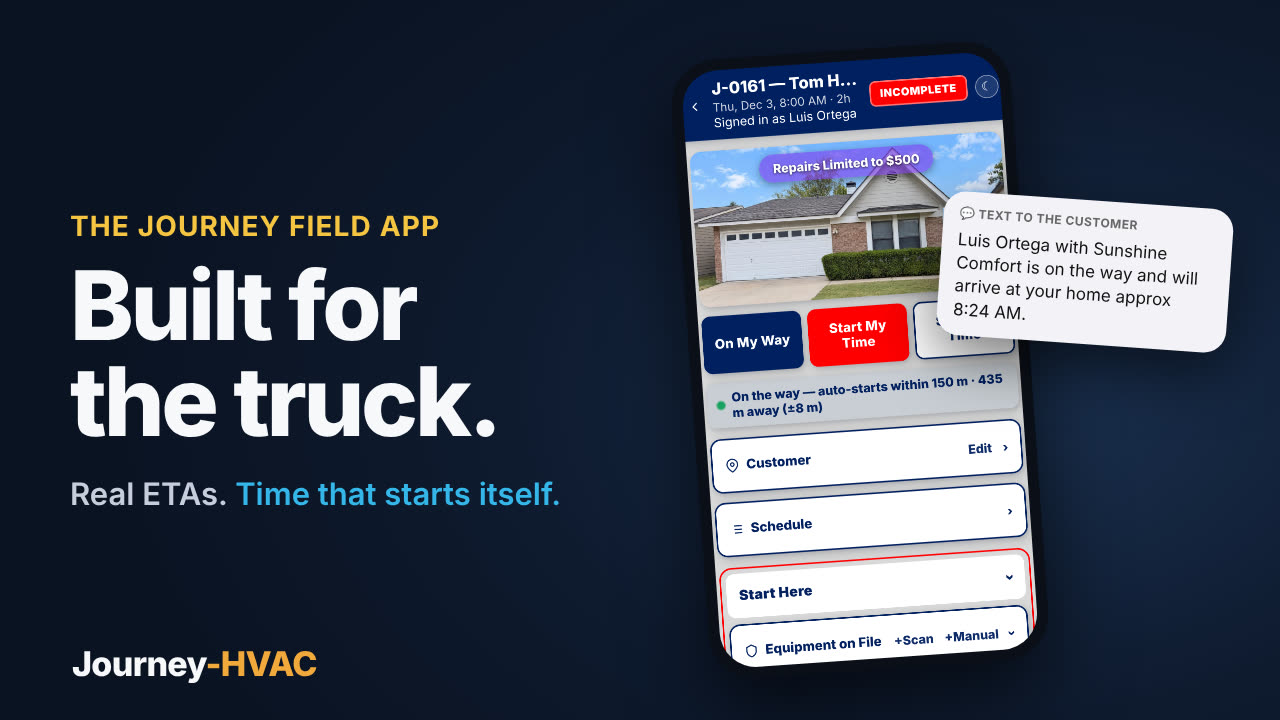 THE JOURNEY FIELD APP
Built for
the truck.
Real ETAs. Time that starts itself.
Journey-HVAC
J-0161 — Tom H...
Thu, Dec 3, 8:00 AM · 2h
Signed in as Luis Ortega
INCOMPLETE
Repairs Limited to $500
TEXT TO THE CUSTOMER
Luis Ortega with Sunshine
Comfort is on the way and will
arrive at your home approx
8:24 AM.
On My Way
Start My
Time
Time
On the way — auto-starts within 150 m · 435
m away (±8 m)
Customer
Edit
Schedule
Start Here
Equipment on File
+Scan
+Manual